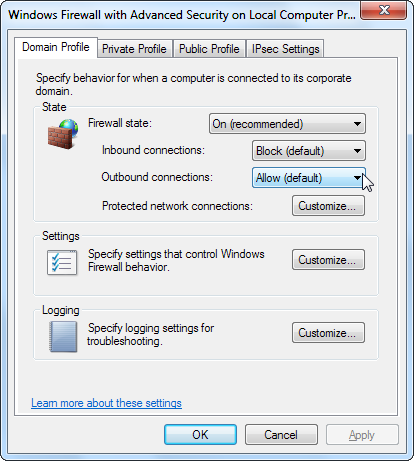 Windows Firewall with Advanced Security on Local Computer Pr...
Domain Profile Private Profile Public Profile IPsec Settings
Specify behavior for when a computer is connected to its corporate
domain.
State
Firewall state: On (recommended)
Inbound connections: Block (default)
Outbound connections: Allow (default)
Protected network connections: Customize...
Settings
Specify settings that control Windows
Firewall behavior.
Customize...
Logging
Specify logging settings for
troubleshooting.
Customize...
Learn more about these settings
OK Cancel Apply